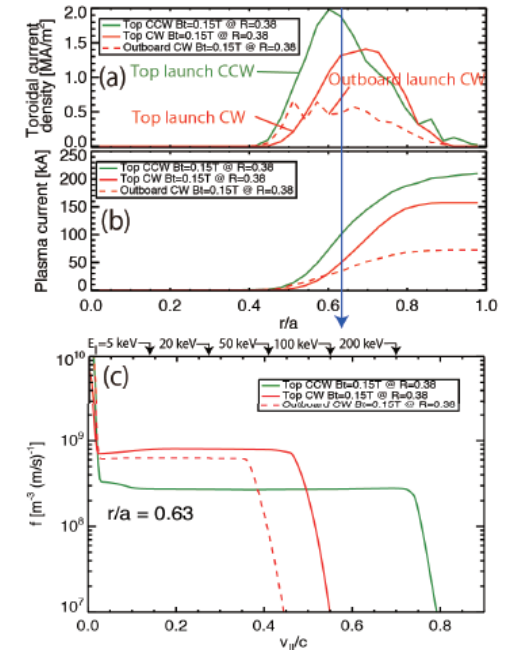 2.0
1.5
1.0
0.5
0.0
Toroidal current
density [MA/m²]
Top CCW Bt=0.15T @ R=0.38
Top CW Bt=0.15T @ R=0.38
Outboard CW Bt=0.15T @ R=0.38
(a)
Top launch CCW
Outboard launch CW
Top launch CW
250
200
150
100
50
0
Plasma current [kA]
Top CCW Bt=0.15T @ R=0.38
Top CW Bt=0.15T @ R=0.38
Outboard CW Bt=0.15T @ R=0.38
(b)
0.0 0.2 0.4 0.6 0.8 1.0
r/a
E||=5 keV 20 keV 50 keV 100 keV 200 keV
10¹⁰
10⁹
10⁸
10⁷
f [m⁻³ (m/s)⁻¹]
(c)
Top CCW Bt=0.15T @ R=0.38
Top CW Bt=0.15T @ R=0.38
Outboard CW Bt=0.15T @ R=0.38
r/a = 0.63
0.0 0.2 0.4 0.6 0.8
v||/c